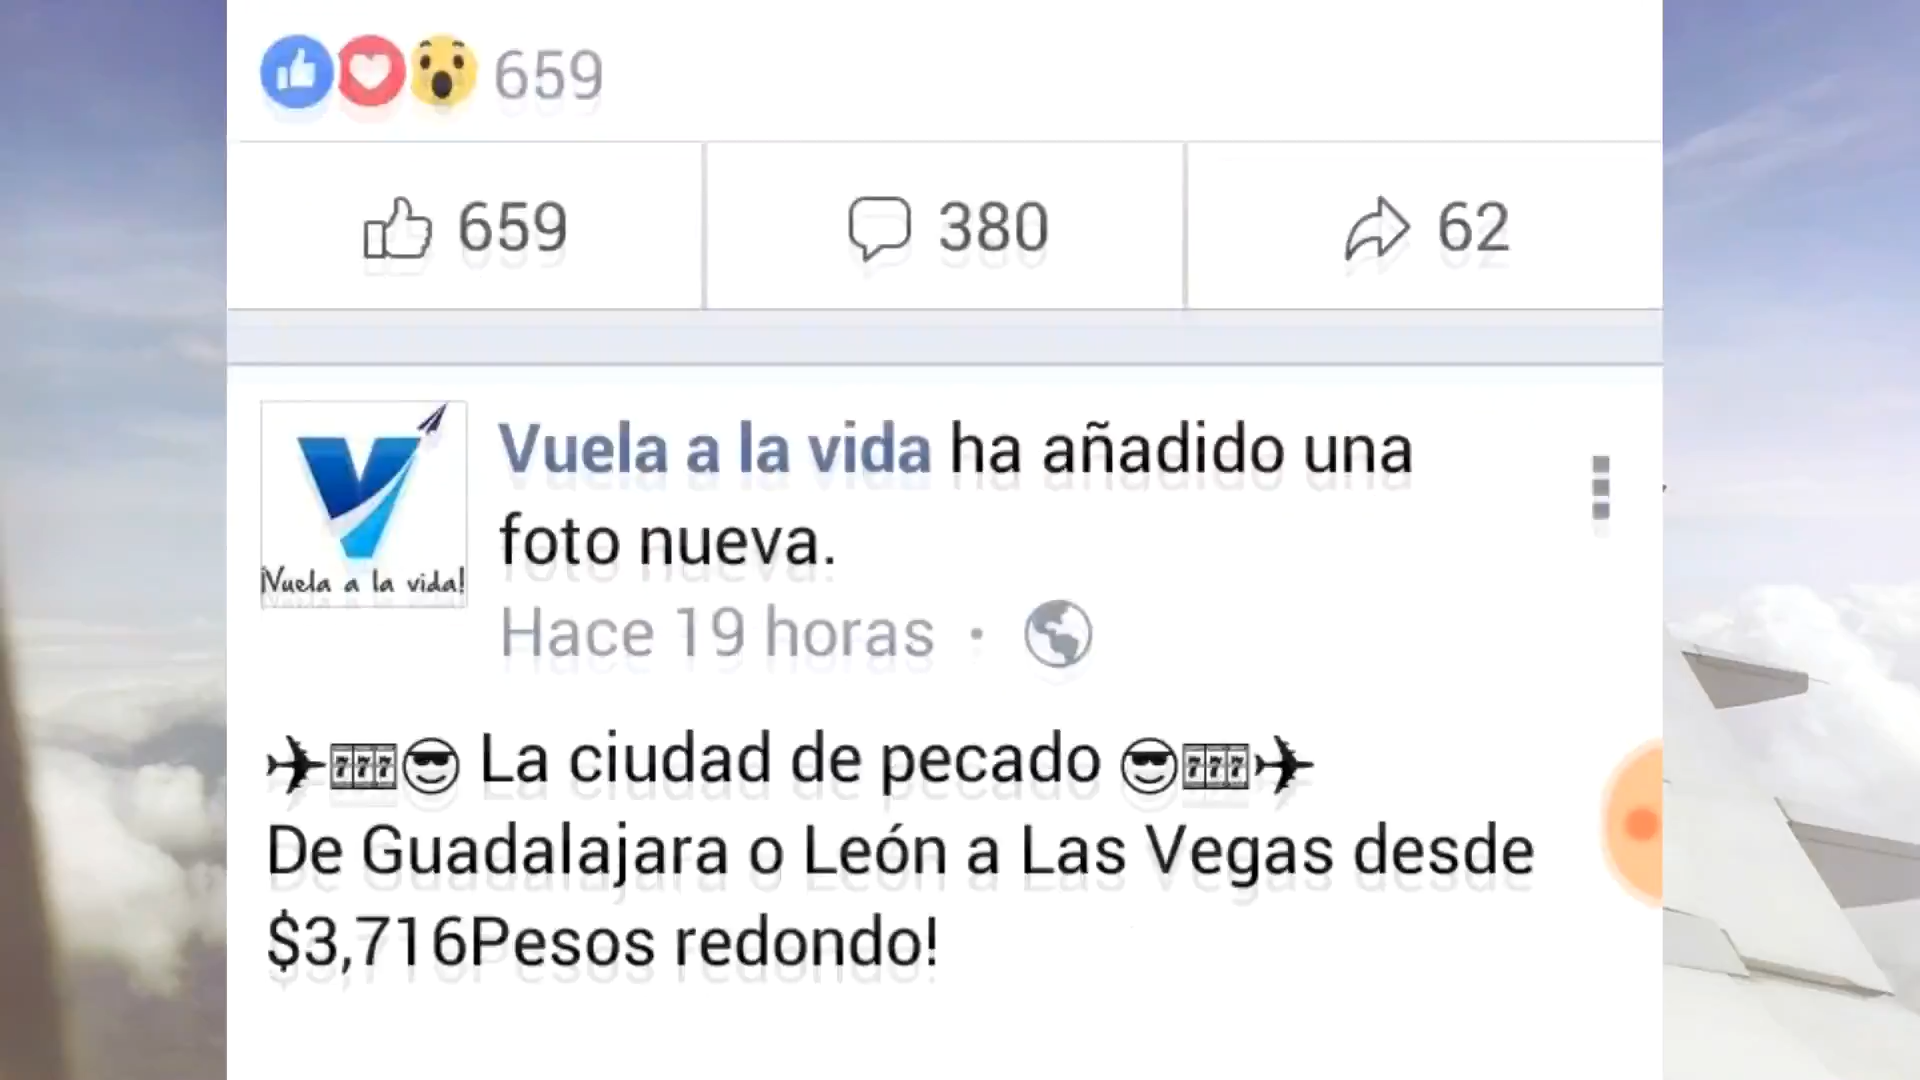 659
659
380
62
Vuela a la vida ha añadido una
foto nueva.
¡Vuela a la vida!
Hace 19 horas ·
✈🎰😎 La ciudad de pecado 😎🎰✈
De Guadalajara o León a Las Vegas desde
$3,716Pesos redondo!